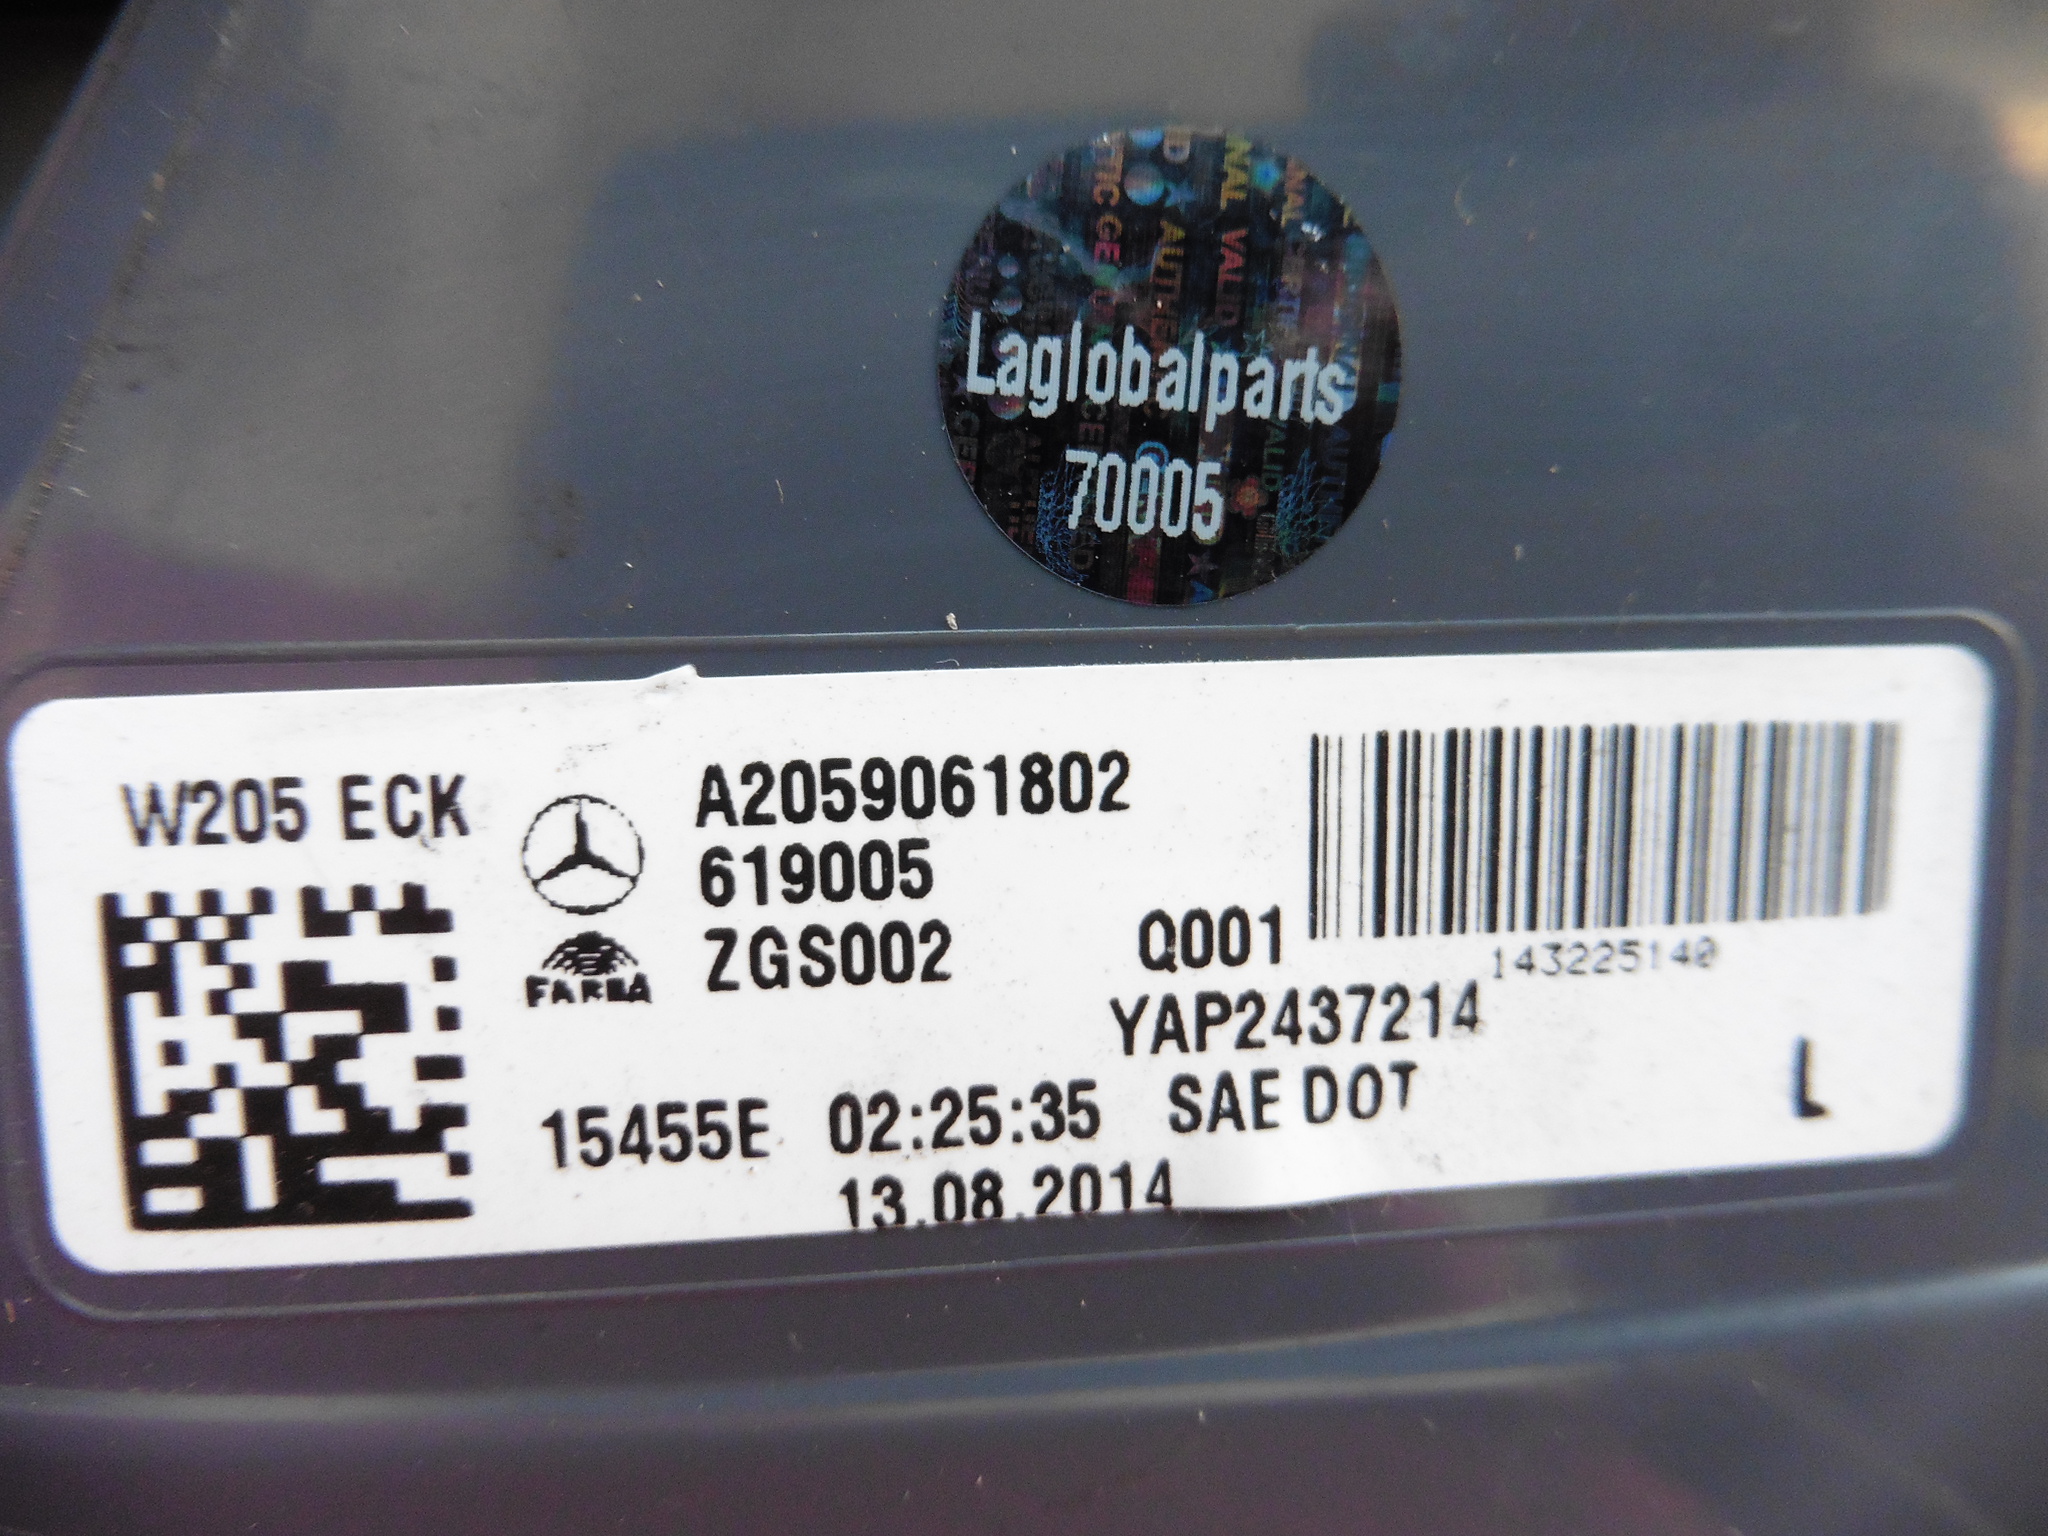 Laglobalparts
70005
W205 ECK
A2059061802
619005
ZGS002
FARBA
Q001
143225140
YAP2437214
15455E 02:25:35 SAE DOT
L
13.08.2014